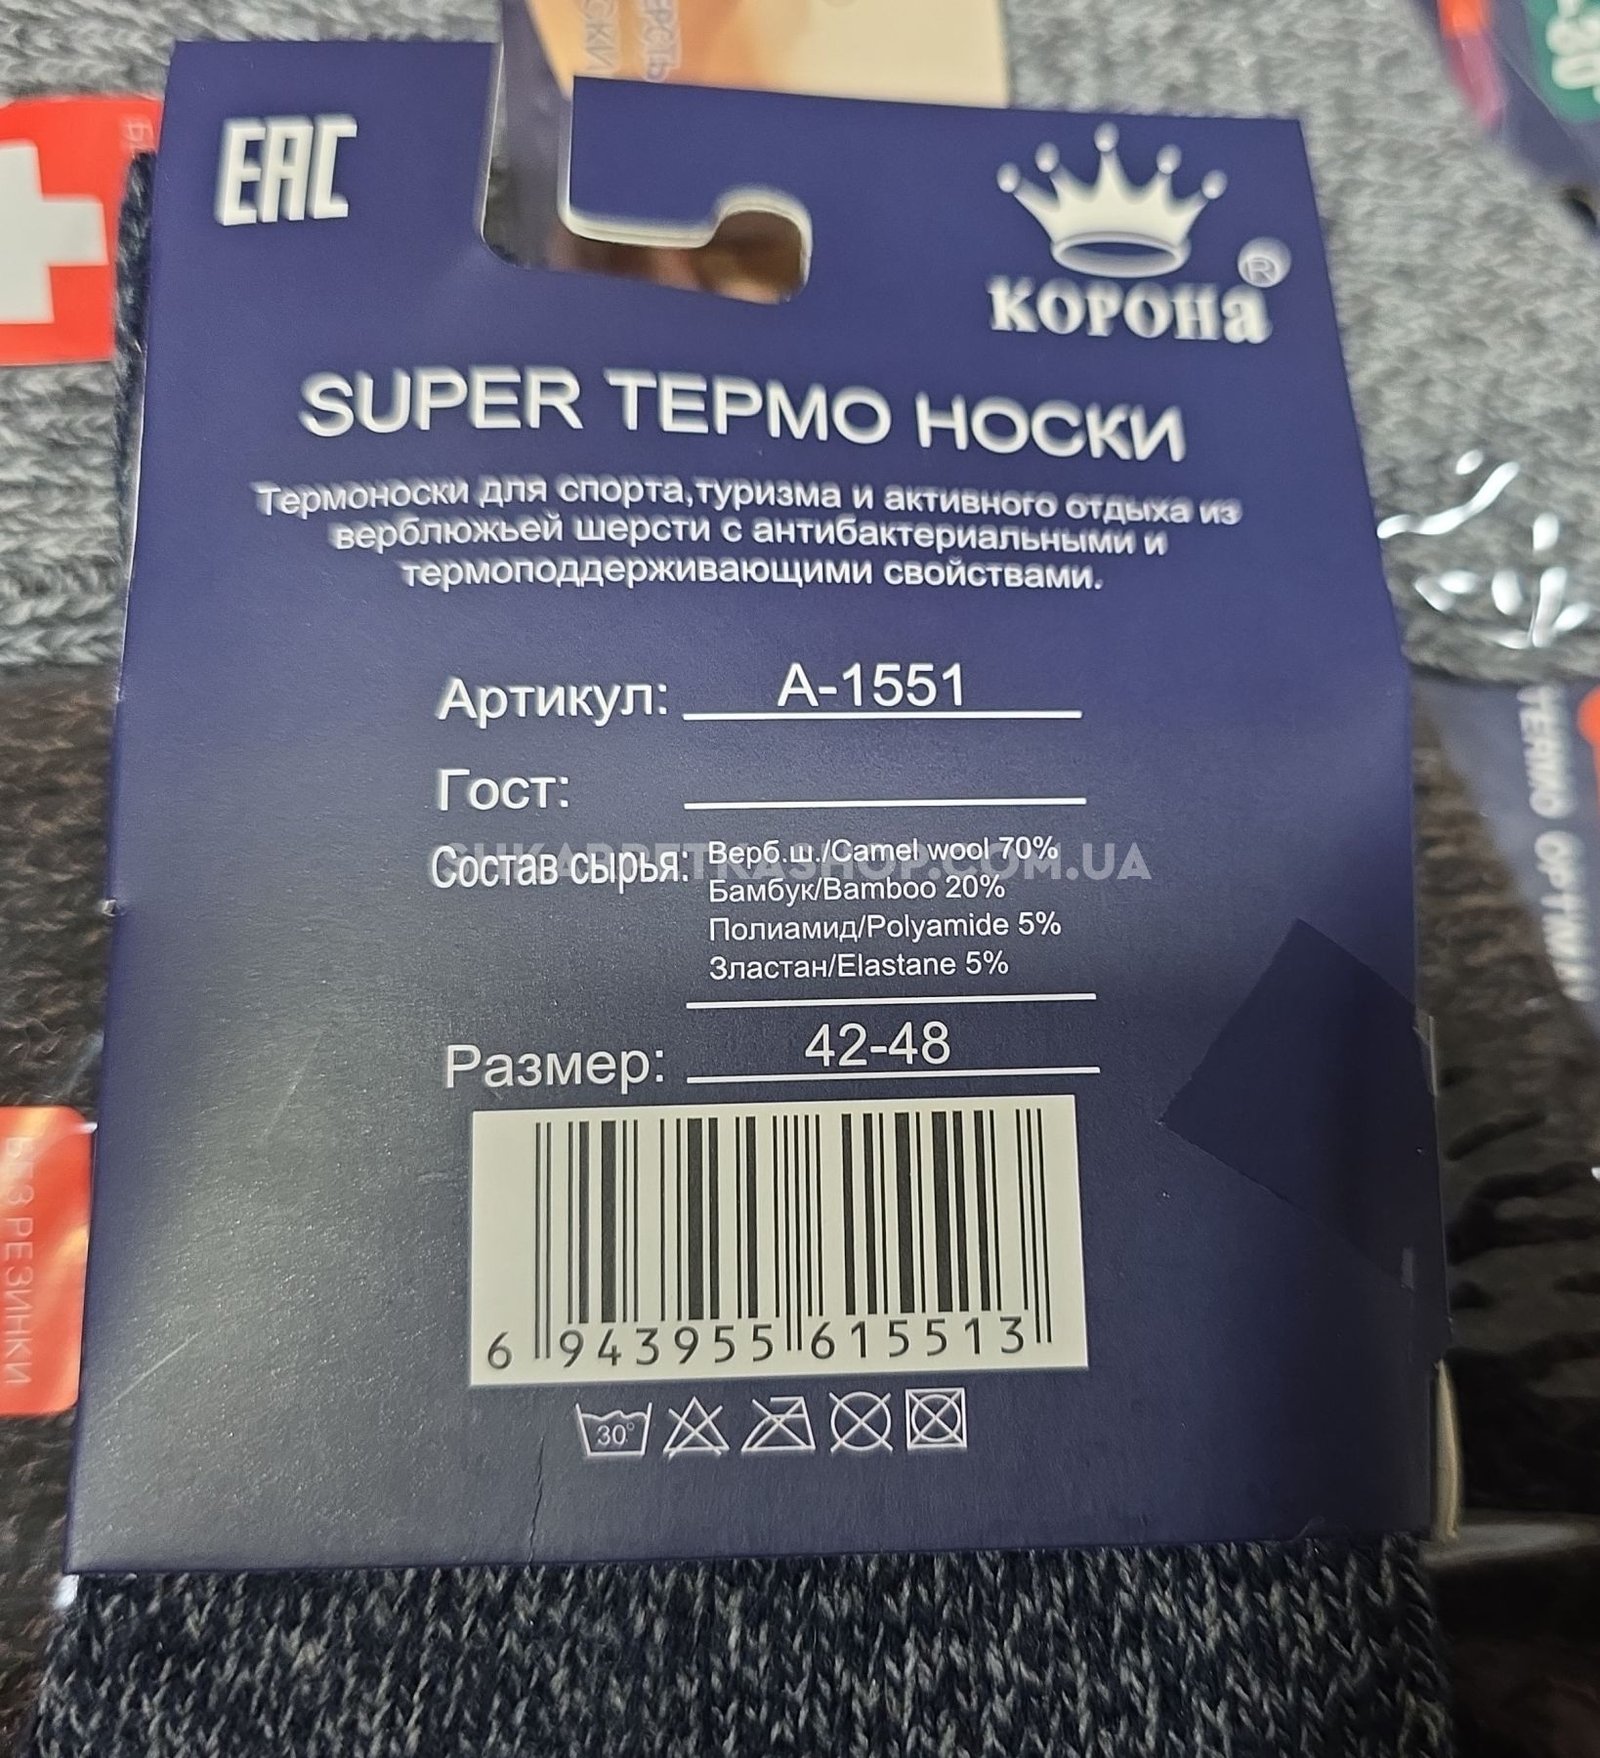 EAC
КОРОНа ®
SUPER ТЕРМО НОСКИ
Термоноски для спорта,туризма и активного отдыха из
верблюжьей шерсти с антибактериальными и
термоподдерживающими свойствами.
Артикул: А-1551
Гост:
Состав сырья: Верб.ш./Camel wool 70%
Бамбук/Bamboo 20%
Полиамид/Polyamide 5%
Зластан/Elastane 5%
Размер: 42-48
6 943955 615513
30°
БЕЗ РЕЗИНКИ